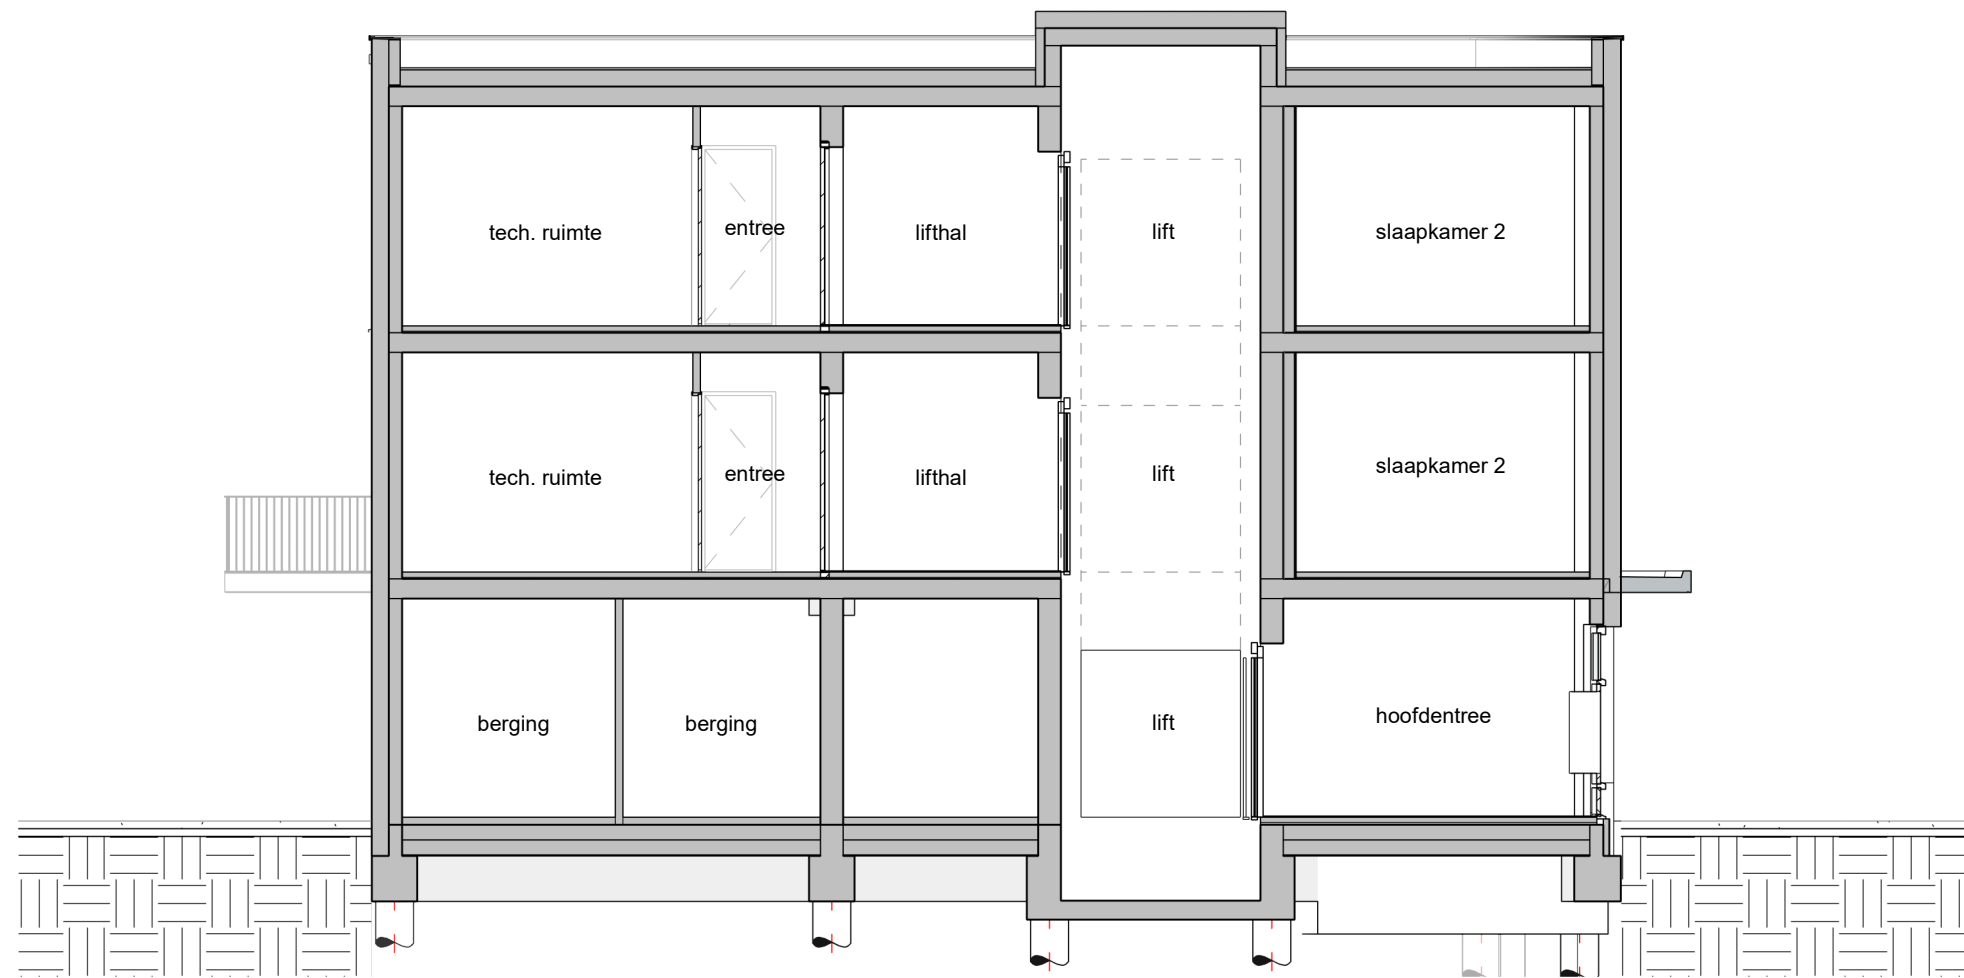 tech. ruimte
entree
lifthal
lift
slaapkamer 2
tech. ruimte
entree
lifthal
lift
slaapkamer 2
berging
berging
lift
hoofdentree